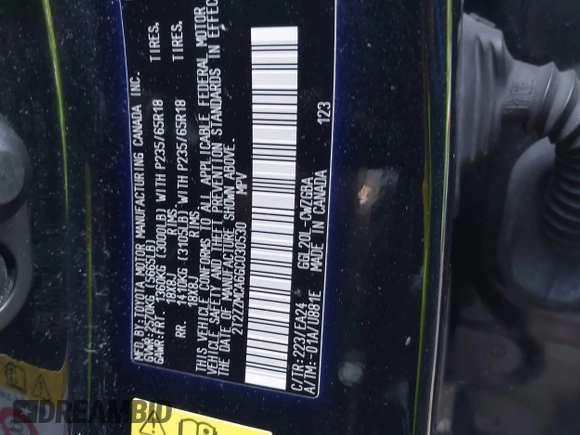 MFD. BY: TOYOTA MOTOR MANUFACTURING CANADA INC.
GVWR: 2570KG (5665LB)
GAWR: FRT. 1360KG (3000LB) WITH P235/65R18 TIRES,
18X8J RIMS
RR. 1410KG (3105LB) WITH P235/65R18 TIRES,
18X8J RIMS
THIS VEHICLE CONFORMS TO ALL APPLICABLE FEDERAL MOTOR
VEHICLE SAFETY AND THEFT PREVENTION STANDARDS IN EFFECT
ON THE DATE OF MANUFACTURE SHOWN ABOVE.
2T2ZZMCA6GC030530 MPV
C/TR: 223/EA24 GGL20L-CWZGBA
A/TM: -01A/U881E MADE IN CANADA 123
DREAMBID